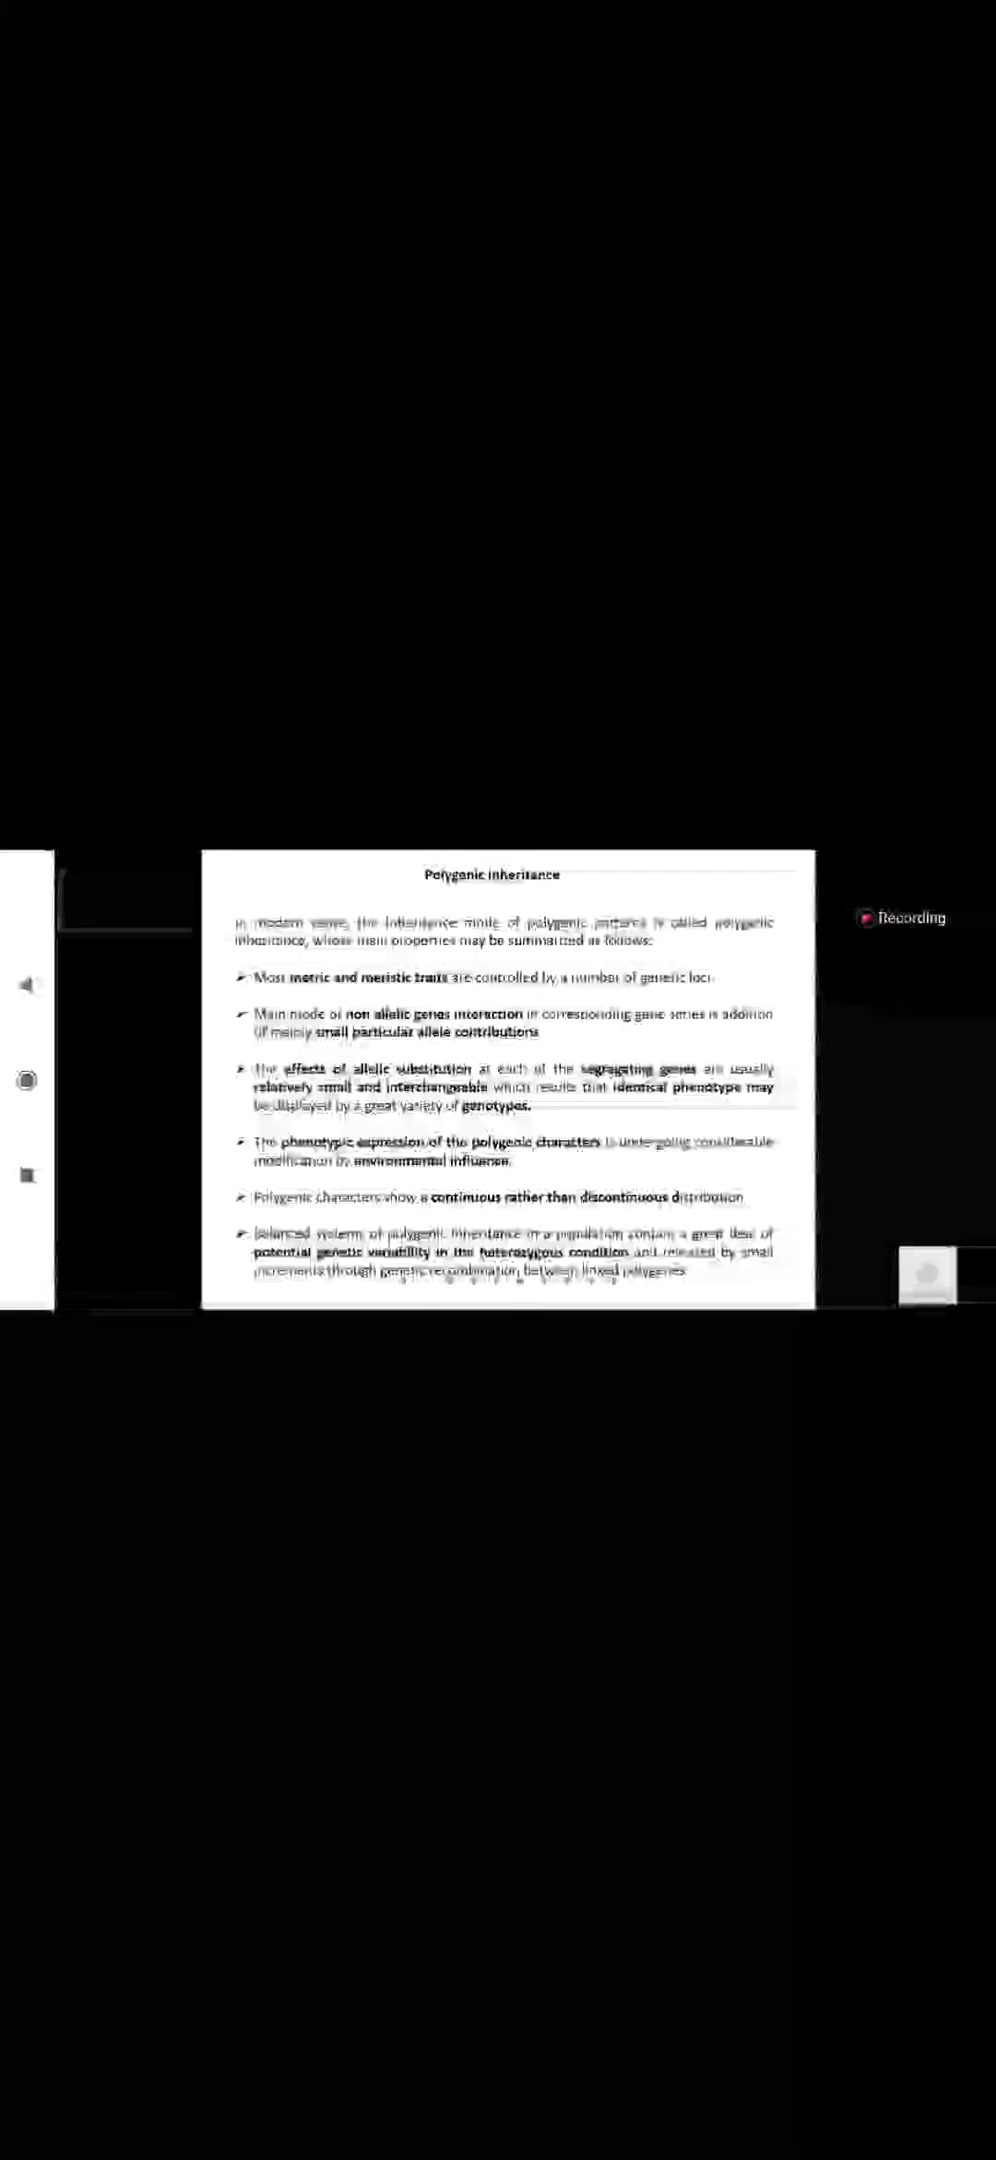 Polygenic Inheritance
In modern sense, the inheritance mode of polygenic patterns is called polygenic
inheritance, whose main properties may be summarized as follows:
➢ Most metric and meristic traits are controlled by a number of genetic loci.
➢ Main mode of non allelic genes interaction in corresponding gene series is addition
of mainly small particular allele contributions
➢ The effects of allelic substitution at each of the segregating genes are usually
relatively small and interchangeable which results that identical phenotype may
be displayed by a great variety of genotypes.
➢ The phenotypic expression of the polygenic characters is undergoing considerable
modification by environmental influence.
➢ Polygenic characters show a continuous rather than discontinuous distribution
➢ Balanced systems of polygenic inheritance in a population contain a great deal of
potential genetic variability in the heterozygous condition and released by small
increments through genetic recombination between linked polygenes
Recording